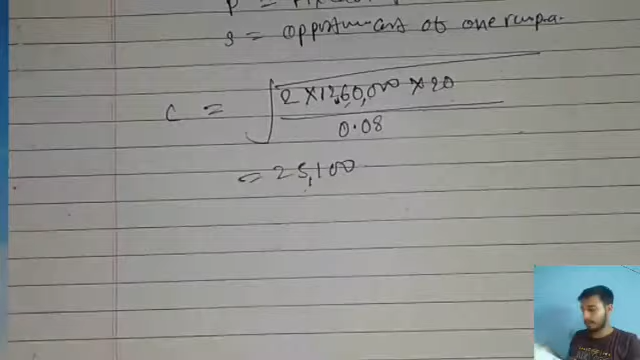 s = opportunity cost of one rupee.
C = √ 2 × 12,60,000 × 20
0.08
= 25,100